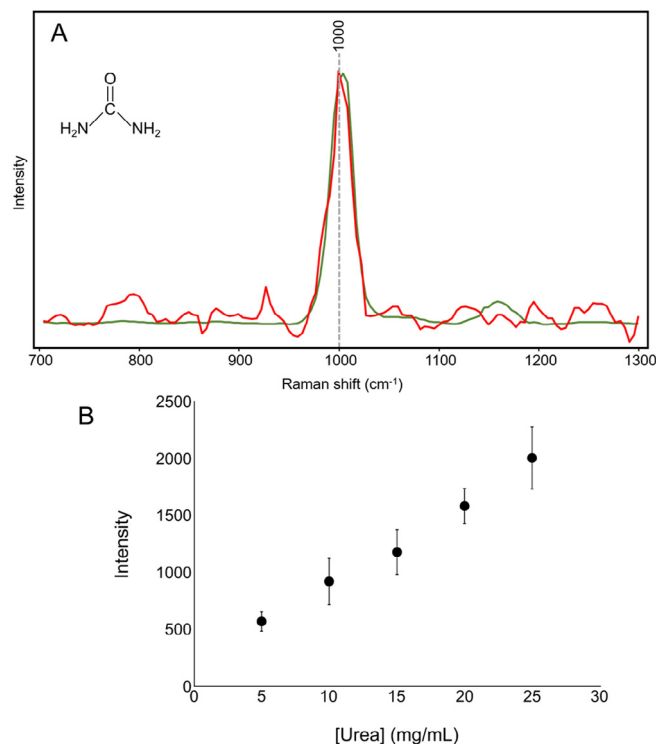 A
1000
O
C
H₂N
NH₂
Intensity
700 800 900 1000 1100 1200 1300
Raman shift (cm⁻¹)
B
2500
2000
1500
1000
500
0
Intensity
0 5 10 15 20 25 30
[Urea] (mg/mL)